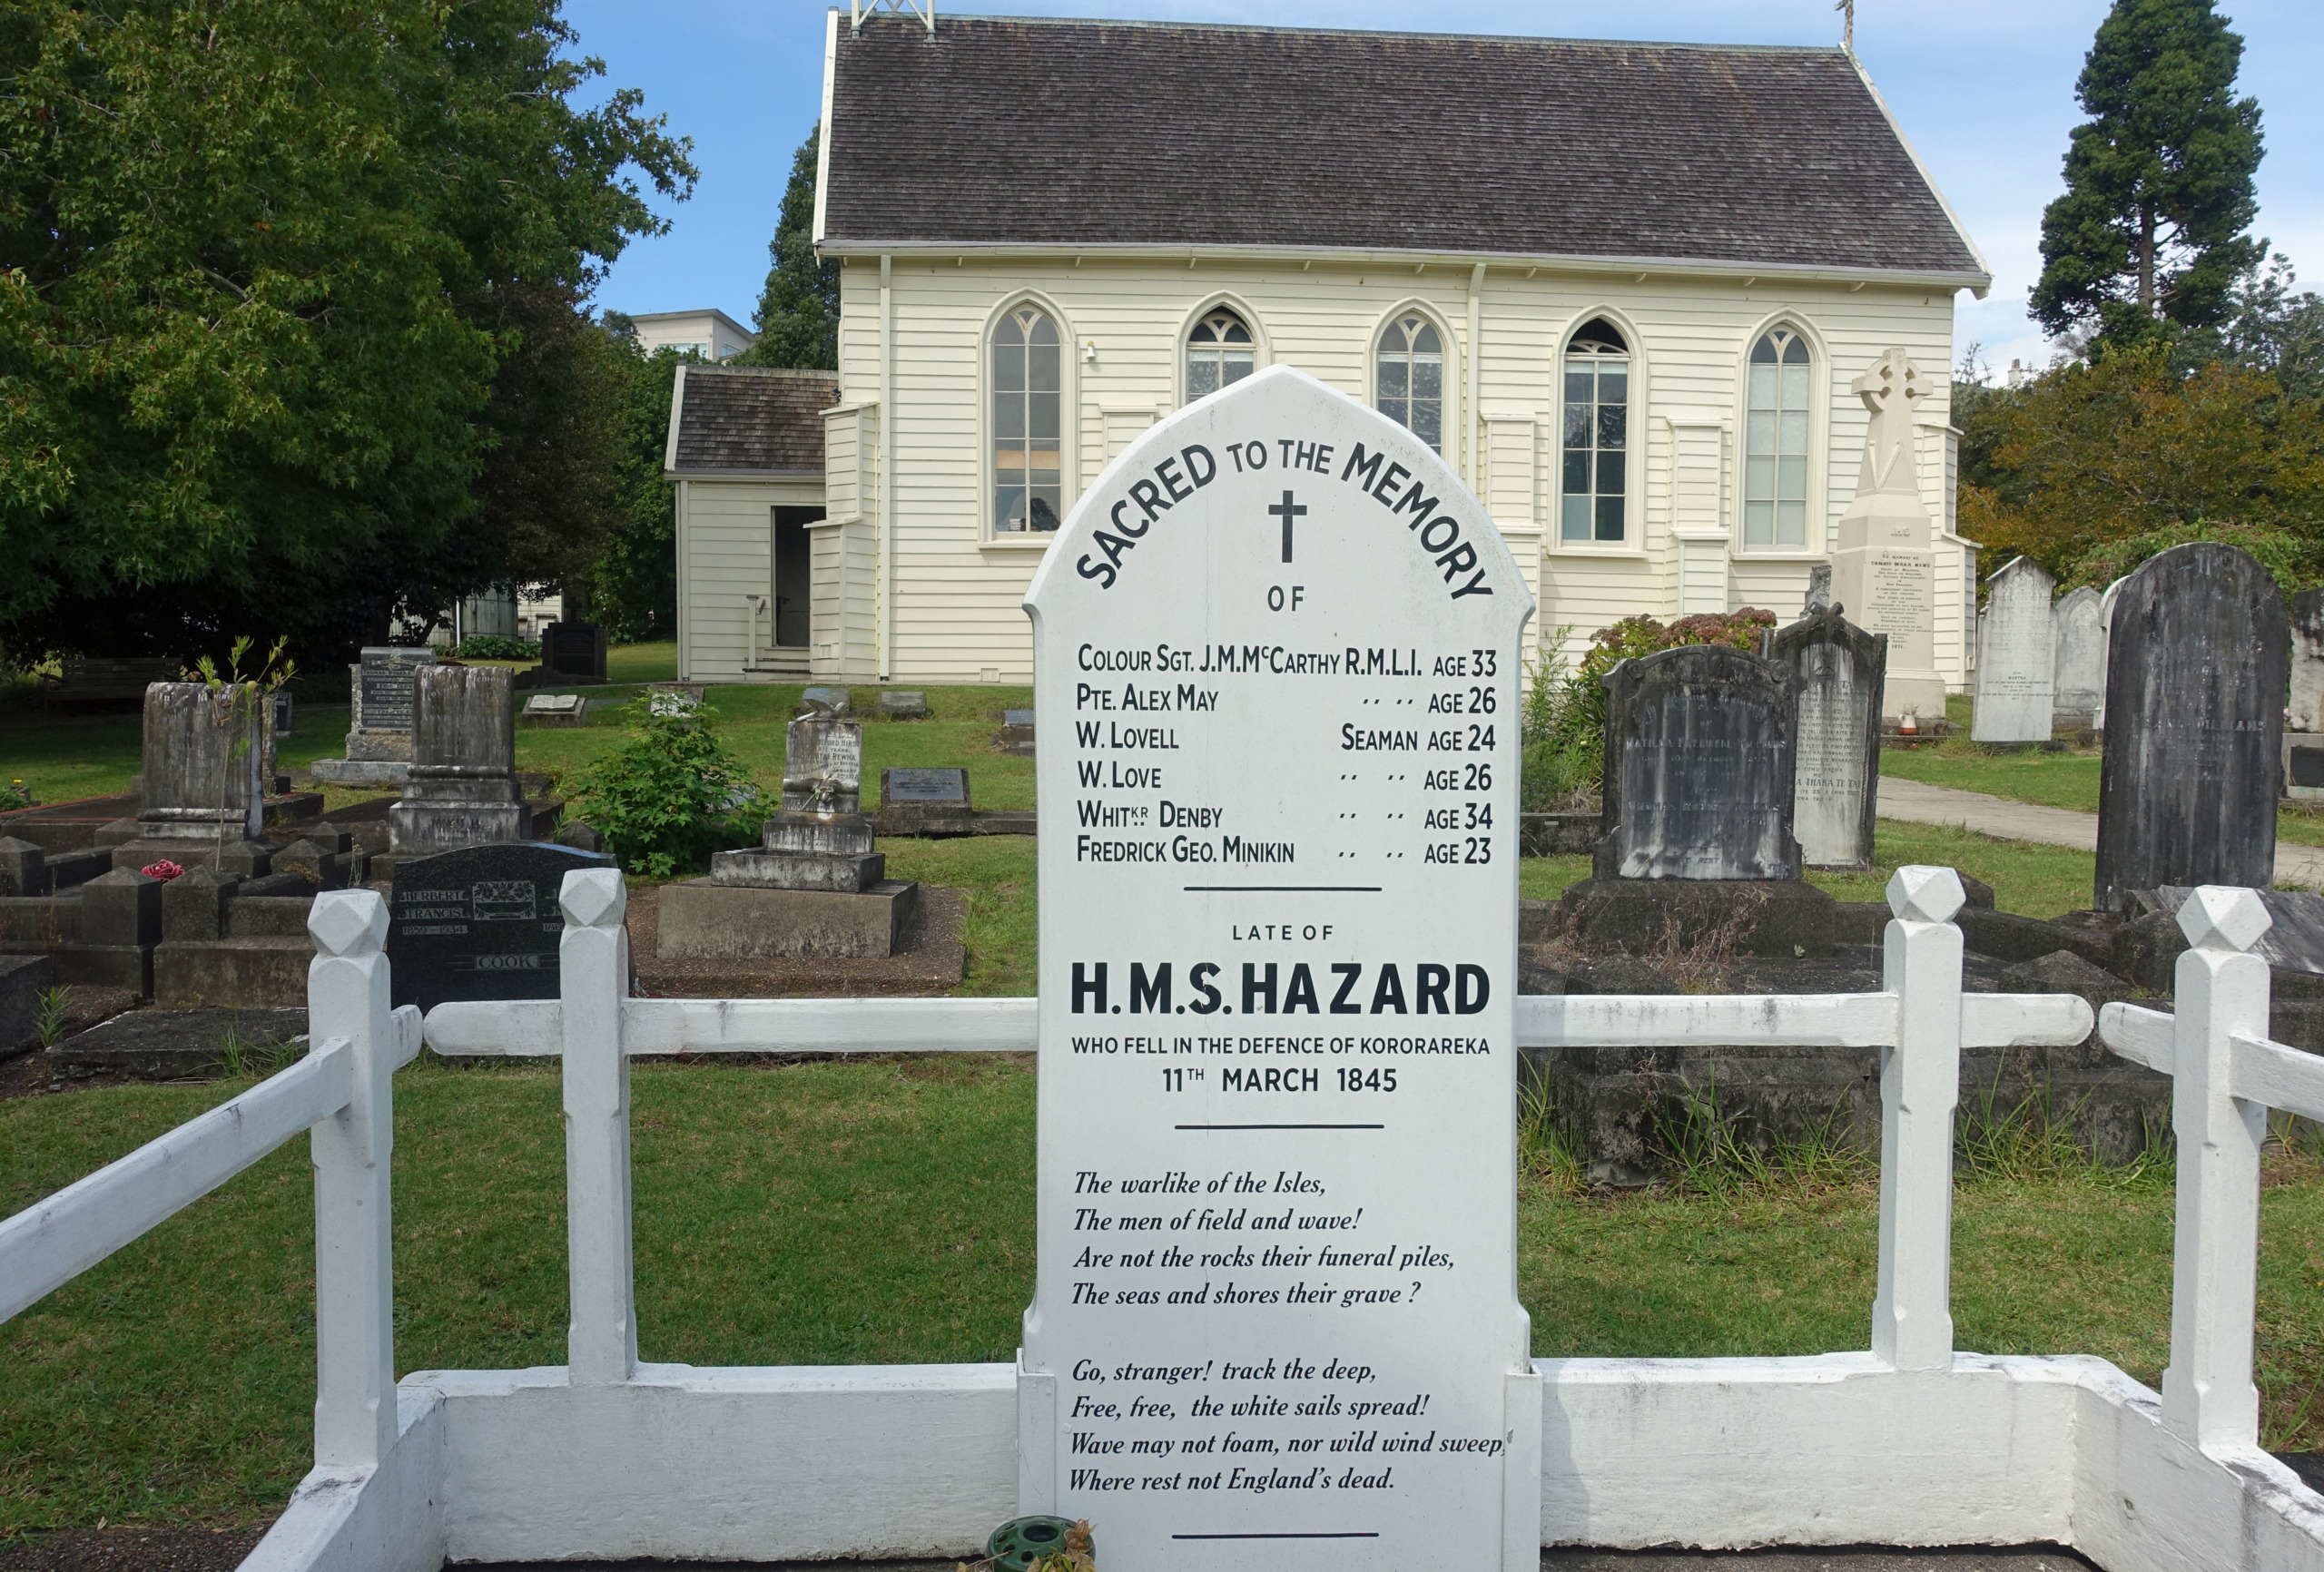 SACRED TO THE MEMORY
OF
COLOUR SGT. J.M.McCARTHY R.M.L.I. AGE 33
PTE. ALEX MAY ,, ,, AGE 26
W. LOVELL SEAMAN AGE 24
W. LOVE ,, ,, AGE 26
WHITKR DENBY ,, ,, AGE 34
FREDRICK GEO. MINIKIN ,, ,, AGE 23
LATE OF
H.M.S. HAZARD
WHO FELL IN THE DEFENCE OF KORORAREKA
11TH MARCH 1845
The warlike of the Isles,
The men of field and wave!
Are not the rocks their funeral piles,
The seas and shores their grave ?
Go, stranger! track the deep,
Free, free, the white sails spread!
Wave may not foam, nor wild wind sweep,
Where rest not England's dead.
HERBERT
FRANCIS
1859-1934
COOK
TAMATI WAKA NENE